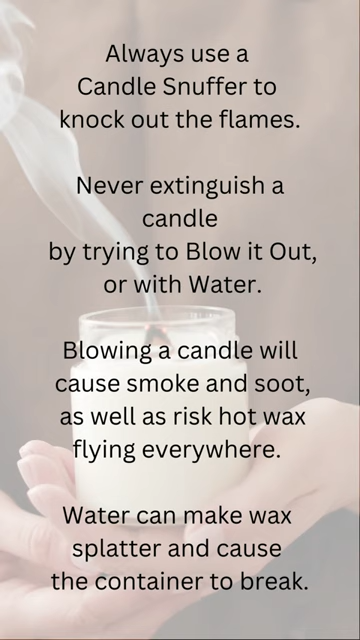 Always use a
Candle Snuffer to
knock out the flames.
Never extinguish a
candle
by trying to Blow it Out,
or with Water.
Blowing a candle will
cause smoke and soot,
as well as risk hot wax
flying everywhere.
Water can make wax
splatter and cause
the container to break.